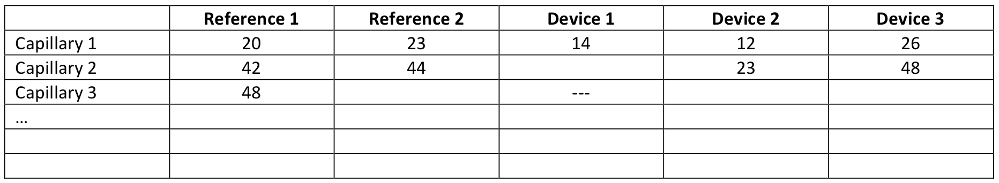 Reference 1 Reference 2 Device 1 Device 2 Device 3
Capillary 1 20 23 14 12 26
Capillary 2 42 44 23 48
Capillary 3 48 ---
...